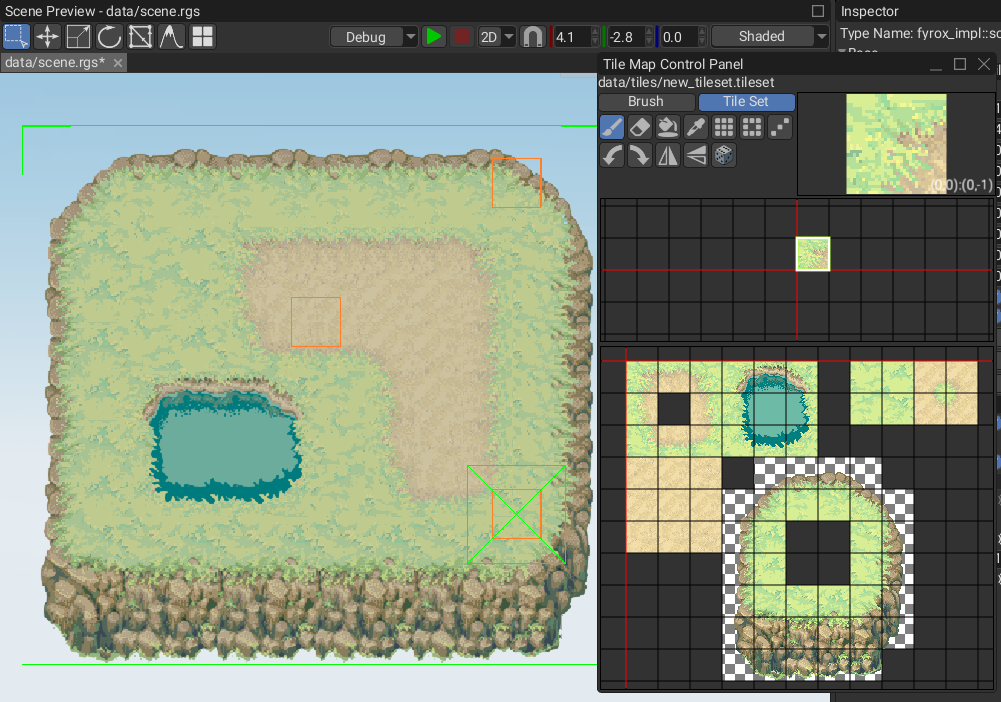 Scene Preview - data/scene.rgs
Inspector
Debug
2D
4.1
-2.8
0.0
Shaded
Type Name: fyrox_impl::sc
data/scene.rgs*
Tile Map Control Panel
data/tiles/new_tileset.tileset
Brush
Tile Set
(0,0):(0,-1)